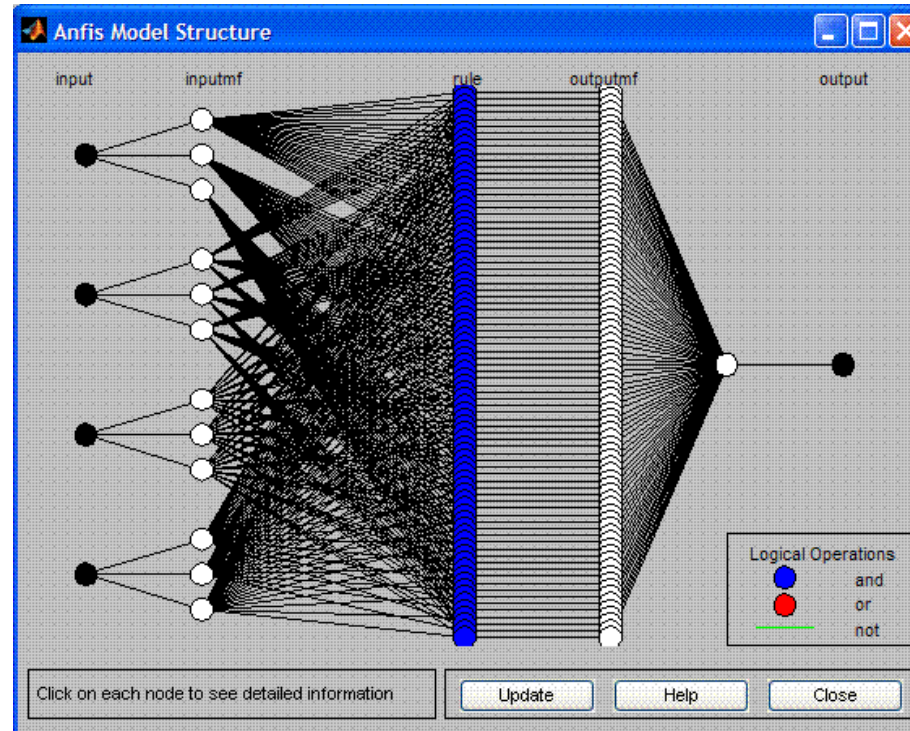 Anfis Model Structure
input inputmf rule outputmf output
Logical Operations
and
or
not
Click on each node to see detailed information
Update Help Close